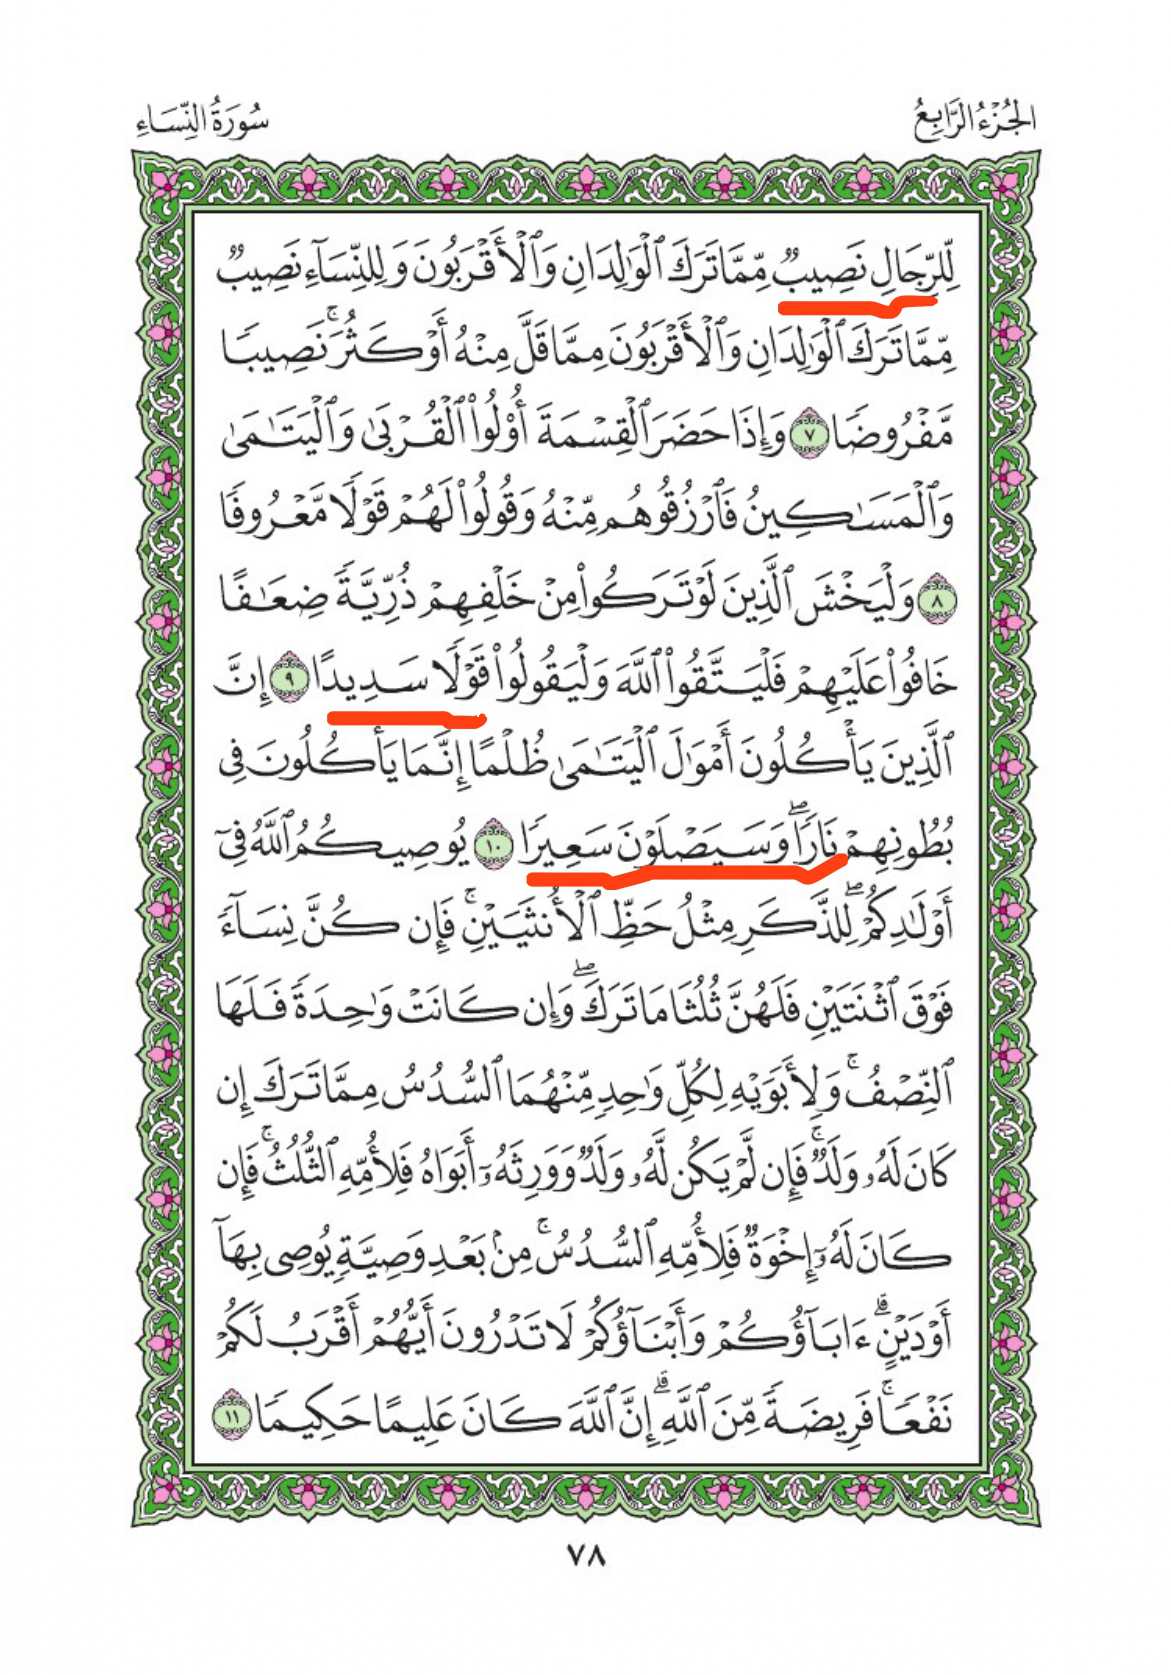 الجُزْءُ الرَّابِعُ
سُورَةُ النِّسَاءِ
لِّلرِّجَالِ نَصِيبٞ مِّمَّا تَرَكَ ٱلۡوَٰلِدَانِ وَٱلۡأَقۡرَبُونَ وَلِلنِّسَآءِ نَصِيبٞ
مِّمَّا تَرَكَ ٱلۡوَٰلِدَانِ وَٱلۡأَقۡرَبُونَ مِمَّا قَلَّ مِنۡهُ أَوۡ كَثُرَۚ نَصِيبٗا
مَّفۡرُوضٗا ٧ وَإِذَا حَضَرَ ٱلۡقِسۡمَةَ أُوْلُواْ ٱلۡقُرۡبَىٰ وَٱلۡيَتَٰمَىٰ
وَٱلۡمَسَٰكِينُ فَٱرۡزُقُوهُم مِّنۡهُ وَقُولُواْ لَهُمۡ قَوۡلٗا مَّعۡرُوفٗا
٨ وَلۡيَخۡشَ ٱلَّذِينَ لَوۡ تَرَكُواْ مِنۡ خَلۡفِهِمۡ ذُرِّيَّةٗ ضِعَٰفًا
خَافُواْ عَلَيۡهِمۡ فَلۡيَتَّقُواْ ٱللَّهَ وَلۡيَقُولُواْ قَوۡلٗا سَدِيدًا ٩ إِنَّ
ٱلَّذِينَ يَأۡكُلُونَ أَمۡوَٰلَ ٱلۡيَتَٰمَىٰ ظُلۡمًا إِنَّمَا يَأۡكُلُونَ فِي
بُطُونِهِمۡ نَارٗاۖ وَسَيَصۡلَوۡنَ سَعِيرٗا ١٠ يُوصِيكُمُ ٱللَّهُ فِيٓ
أَوۡلَٰدِكُمۡۖ لِلذَّكَرِ مِثۡلُ حَظِّ ٱلۡأُنثَيَيۡنِۚ فَإِن كُنَّ نِسَآءٗ
فَوۡقَ ٱثۡنَتَيۡنِ فَلَهُنَّ ثُلُثَا مَا تَرَكَۖ وَإِن كَانَتۡ وَٰحِدَةٗ فَلَهَا
ٱلنِّصۡفُۚ وَلِأَبَوَيۡهِ لِكُلِّ وَٰحِدٖ مِّنۡهُمَا ٱلسُّدُسُ مِمَّا تَرَكَ إِن
كَانَ لَهُۥ وَلَدٞۚ فَإِن لَّمۡ يَكُن لَّهُۥ وَلَدٞ وَوَرِثَهُۥٓ أَبَوَاهُ فَلِأُمِّهِ ٱلثُّلُثُۚ فَإِن
كَانَ لَهُۥٓ إِخۡوَةٞ فَلِأُمِّهِ ٱلسُّدُسُۚ مِنۢ بَعۡدِ وَصِيَّةٖ يُوصِي بِهَآ
أَوۡ دَيۡنٍۗ ءَابَآؤُكُمۡ وَأَبۡنَآؤُكُمۡ لَا تَدۡرُونَ أَيُّهُمۡ أَقۡرَبُ لَكُمۡ
نَفۡعٗاۚ فَرِيضَةٗ مِّنَ ٱللَّهِۗ إِنَّ ٱللَّهَ كَانَ عَلِيمًا حَكِيمٗا ١١
٧٨